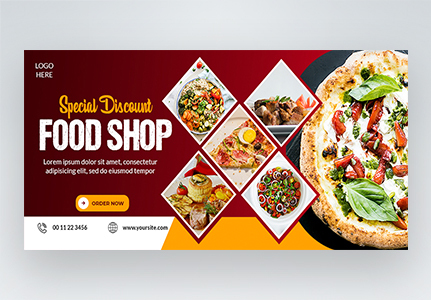 LOGO
HERE
Special Discount
FOOD SHOP
Lorem ipsum dolor sit amet, consectetur
adipisicing elit, sed do eiusmod tempor
ORDER NOW
00 11 22 3456
www.yoursite.com